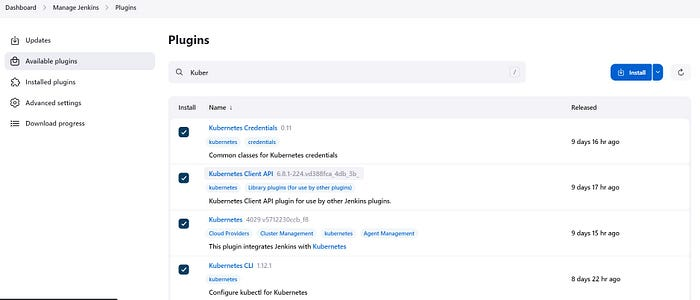 Dashboard > Manage Jenkins > Plugins
Updates
Available plugins
Installed plugins
Advanced settings
Download progress
Plugins
Kuber /
Install
Install Name ↓ Released
Kubernetes Credentials 0.11
kubernetes credentials
Common classes for Kubernetes credentials
9 days 16 hr ago
Kubernetes Client API 6.8.1-224.vd388fca_4db_3b_
kubernetes Library plugins (for use by other plugins)
Kubernetes Client API plugin for use by other Jenkins plugins.
9 days 17 hr ago
Kubernetes 4029.v5712230ccb_f8
Cloud Providers Cluster Management kubernetes Agent Management
This plugin integrates Jenkins with Kubernetes
9 days 15 hr ago
Kubernetes CLI 1.12.1
kubernetes
Configure kubectl for Kubernetes
8 days 22 hr ago